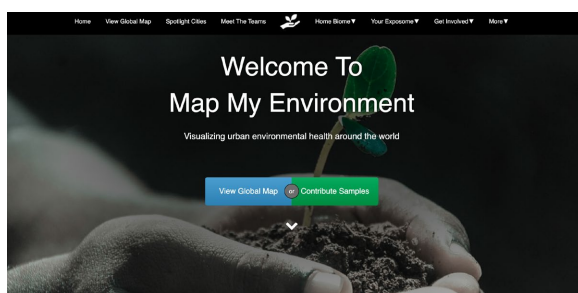 Home View Global Map Spotlight Cities Meet The Teams Home Biome▼ Your Exposome▼ Get Involved▼ More▼
Welcome To
Map My Environment
Visualizing urban environmental health around the world
View Global Map or Contribute Samples